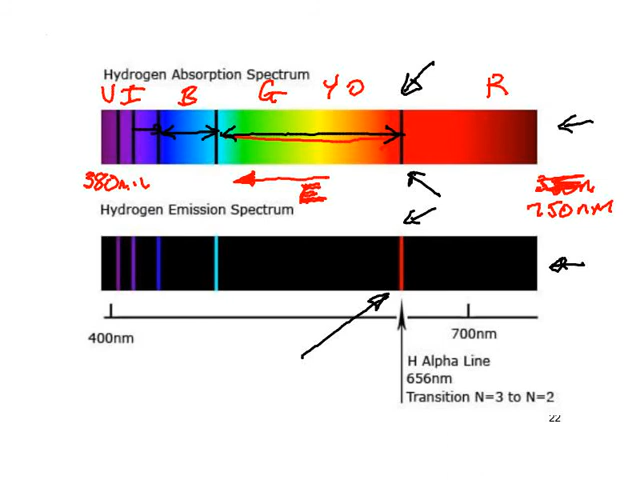 Hydrogen Absorption Spectrum
V I B G Y O R
380nm
750nm
E
Hydrogen Emission Spectrum
400nm 700nm
H Alpha Line
656nm
Transition N=3 to N=2
22